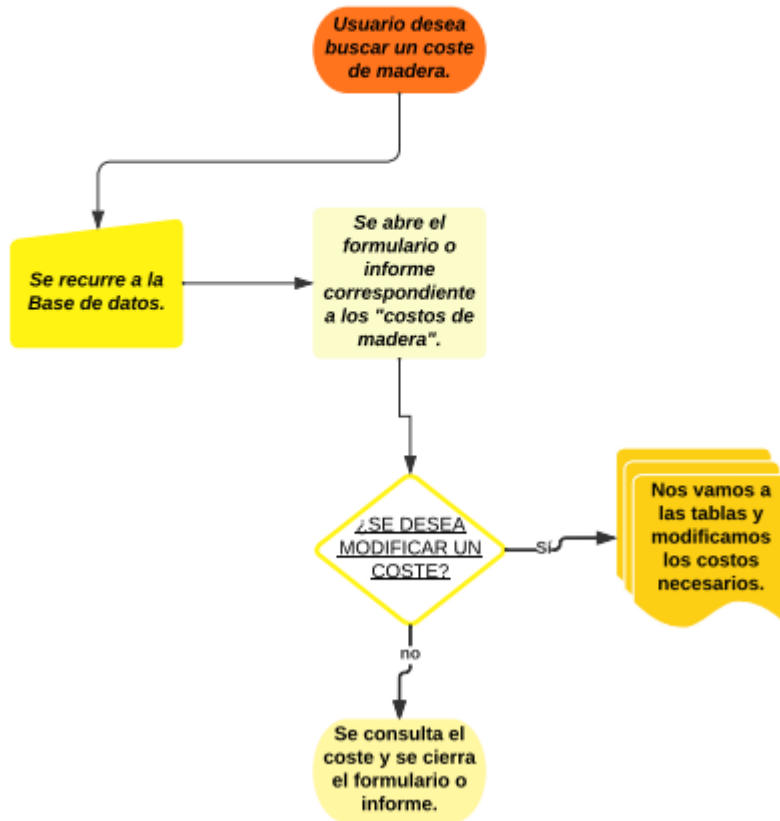 Usuario desea
buscar un coste
de madera.
Se recurre a la
Base de datos.
Se abre el
formulario o
informe
correspondiente
a los "costos de
madera".
¿SE DESEA
MODIFICAR UN
COSTE?
Sí
Nos vamos a
las tablas y
modificamos
los costos
necesarios.
no
Se consulta el
coste y se cierra
el formulario o
informe.